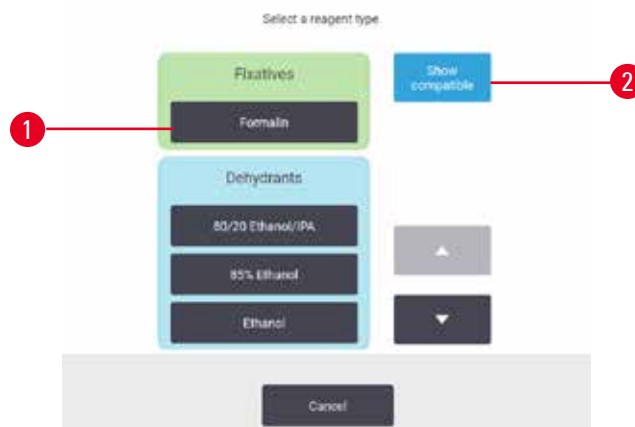 Select a reagent type.
Fixatives
Show
compatible
1
Formalin
2
Dehydrants
80/20 Ethanol/IPA
85% Ethanol
Ethanol
Cancel